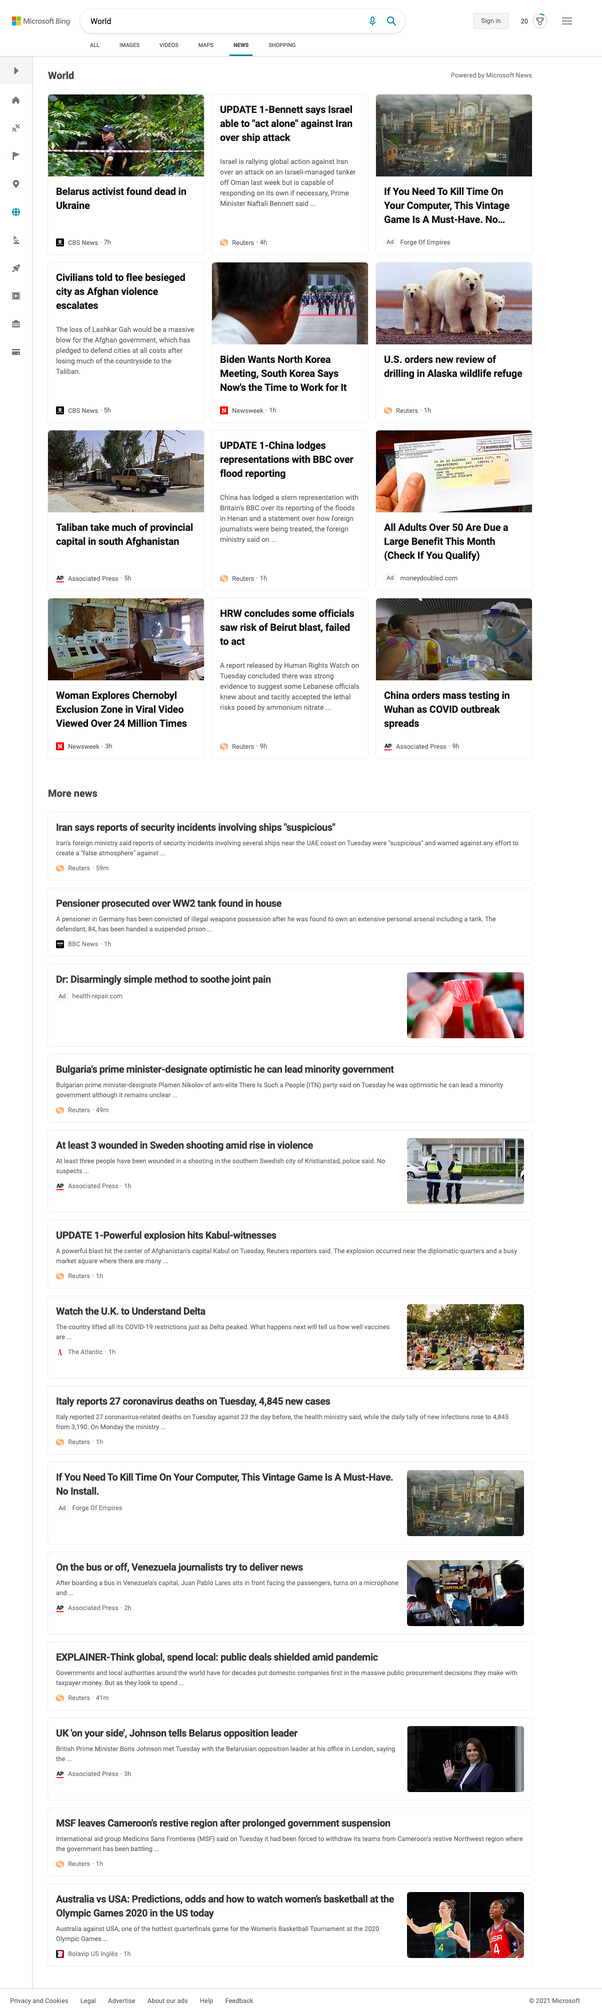 Microsoft Bing
World
Sign in
20
ALL
IMAGES
VIDEOS
MAPS
NEWS
SHOPPING
World
Powered by Microsoft News
Belarus activist found dead in
Ukraine
CBS News · 7h
UPDATE 1-Bennett says Israel
able to "act alone" against Iran
over ship attack
Israel is rallying global action against Iran
over an attack on an Israeli-managed tanker
off Oman last week but is capable of
responding on its own if necessary, Prime
Minister Naftali Bennett said ...
Reuters · 4h
If You Need To Kill Time On
Your Computer, This Vintage
Game Is A Must-Have. No…
Ad Forge Of Empires
Civilians told to flee besieged
city as Afghan violence
escalates
The loss of Lashkar Gah would be a massive
blow for the Afghan government, which has
pledged to defend cities at all costs after
losing much of the countryside to the
Taliban.
CBS News · 5h
Biden Wants North Korea
Meeting, South Korea Says
Now's the Time to Work for It
Newsweek · 1h
U.S. orders new review of
drilling in Alaska wildlife refuge
Reuters · 1h
Taliban take much of provincial
capital in south Afghanistan
AP Associated Press · 5h
UPDATE 1-China lodges
representations with BBC over
flood reporting
China has lodged a stern representation with
Britain's BBC over its reporting of the floods
in Henan and a statement over how foreign
journalists were being treated, the foreign
ministry said on ...
Reuters · 1h
All Adults Over 50 Are Due a
Large Benefit This Month
(Check If You Qualify)
Ad moneydoubled.com
Woman Explores Chernobyl
Exclusion Zone in Viral Video
Viewed Over 24 Million Times
Newsweek · 3h
HRW concludes some officials
saw risk of Beirut blast, failed
to act
A report released by Human Rights Watch on
Tuesday concluded there was strong
evidence to suggest some Lebanese officials
knew about and tacitly accepted the lethal
risks posed by ammonium nitrate ...
Reuters · 9h
China orders mass testing in
Wuhan as COVID outbreak
spreads
AP Associated Press · 9h
More news
Iran says reports of security incidents involving ships "suspicious"
Iran's foreign ministry said reports of security incidents involving several ships near the UAE coast on Tuesday were "suspicious" and warned against any effort to
create a "false atmosphere" against ...
Reuters · 59m
Pensioner prosecuted over WW2 tank found in house
A pensioner in Germany has been convicted of illegal weapons possession after he was found to own an extensive personal arsenal including a tank. The
defendant, 84, has been handed a suspended prison ...
BBC News · 1h
Dr: Disarmingly simple method to soothe joint pain
Ad health-repair.com
Bulgaria's prime minister-designate optimistic he can lead minority government
Bulgarian prime minister-designate Plamen Nikolov of anti-elite There Is Such a People (ITN) party said on Tuesday he was optimistic he can lead a minority
government although it remains unclear ...
Reuters · 49m
At least 3 wounded in Sweden shooting amid rise in violence
At least three people have been wounded in a shooting in the southern Swedish city of Kristianstad, police said. No
suspects ...
AP Associated Press · 1h
UPDATE 1-Powerful explosion hits Kabul-witnesses
A powerful blast hit the center of Afghanistan's capital Kabul on Tuesday, Reuters reporters said. The explosion occurred near the diplomatic quarters and a busy
market square where there are many ...
Reuters · 1h
Watch the U.K. to Understand Delta
The country lifted all its COVID-19 restrictions just as Delta peaked. What happens next will tell us how well vaccines
are ...
The Atlantic · 1h
Italy reports 27 coronavirus deaths on Tuesday, 4,845 new cases
Italy reported 27 coronavirus-related deaths on Tuesday against 23 the day before, the health ministry said, while the daily tally of new infections rose to 4,845
from 3,190. On Monday the ministry ...
Reuters · 1h
If You Need To Kill Time On Your Computer, This Vintage Game Is A Must-Have.
No Install.
Ad Forge Of Empires
On the bus or off, Venezuela journalists try to deliver news
After boarding a bus in Venezuela's capital, Juan Pablo Lares sits in front facing the passengers, turns on a microphone
and ...
AP Associated Press · 2h
EXPLAINER-Think global, spend local: public deals shielded amid pandemic
Governments and local authorities around the world have for decades put domestic companies first in the massive public procurement decisions they make with
taxpayer money. But as they look to spend ...
Reuters · 41m
UK 'on your side', Johnson tells Belarus opposition leader
British Prime Minister Boris Johnson met Tuesday with the Belarusian opposition leader at his office in London, saying
the ...
AP Associated Press · 3h
MSF leaves Cameroon's restive region after prolonged government suspension
International aid group Medicins Sans Frontieres (MSF) said on Tuesday it had been forced to withdraw its teams from Cameroon's restive Northwest region where
the government has been battling ...
Reuters · 1h
Australia vs USA: Predictions, odds and how to watch women's basketball at the
Olympic Games 2020 in the US today
Australia against USA, one of the hottest quarterfinals game for the Women's Basketball Tournament at the 2020
Olympic Games ...
Bolavip US Inglés · 1h
Privacy and Cookies
Legal
Advertise
About our ads
Help
Feedback
© 2021 Microsoft